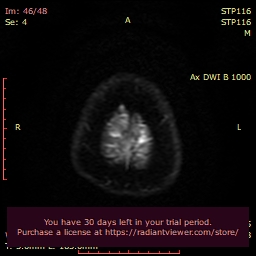 Im: 46/48
Se: 4
A
STP116
STP116
M
Ax DWI B 1000
R
L
You have 30 days left in your trial period.
Purchase a license at https://radiantviewer.com/store/